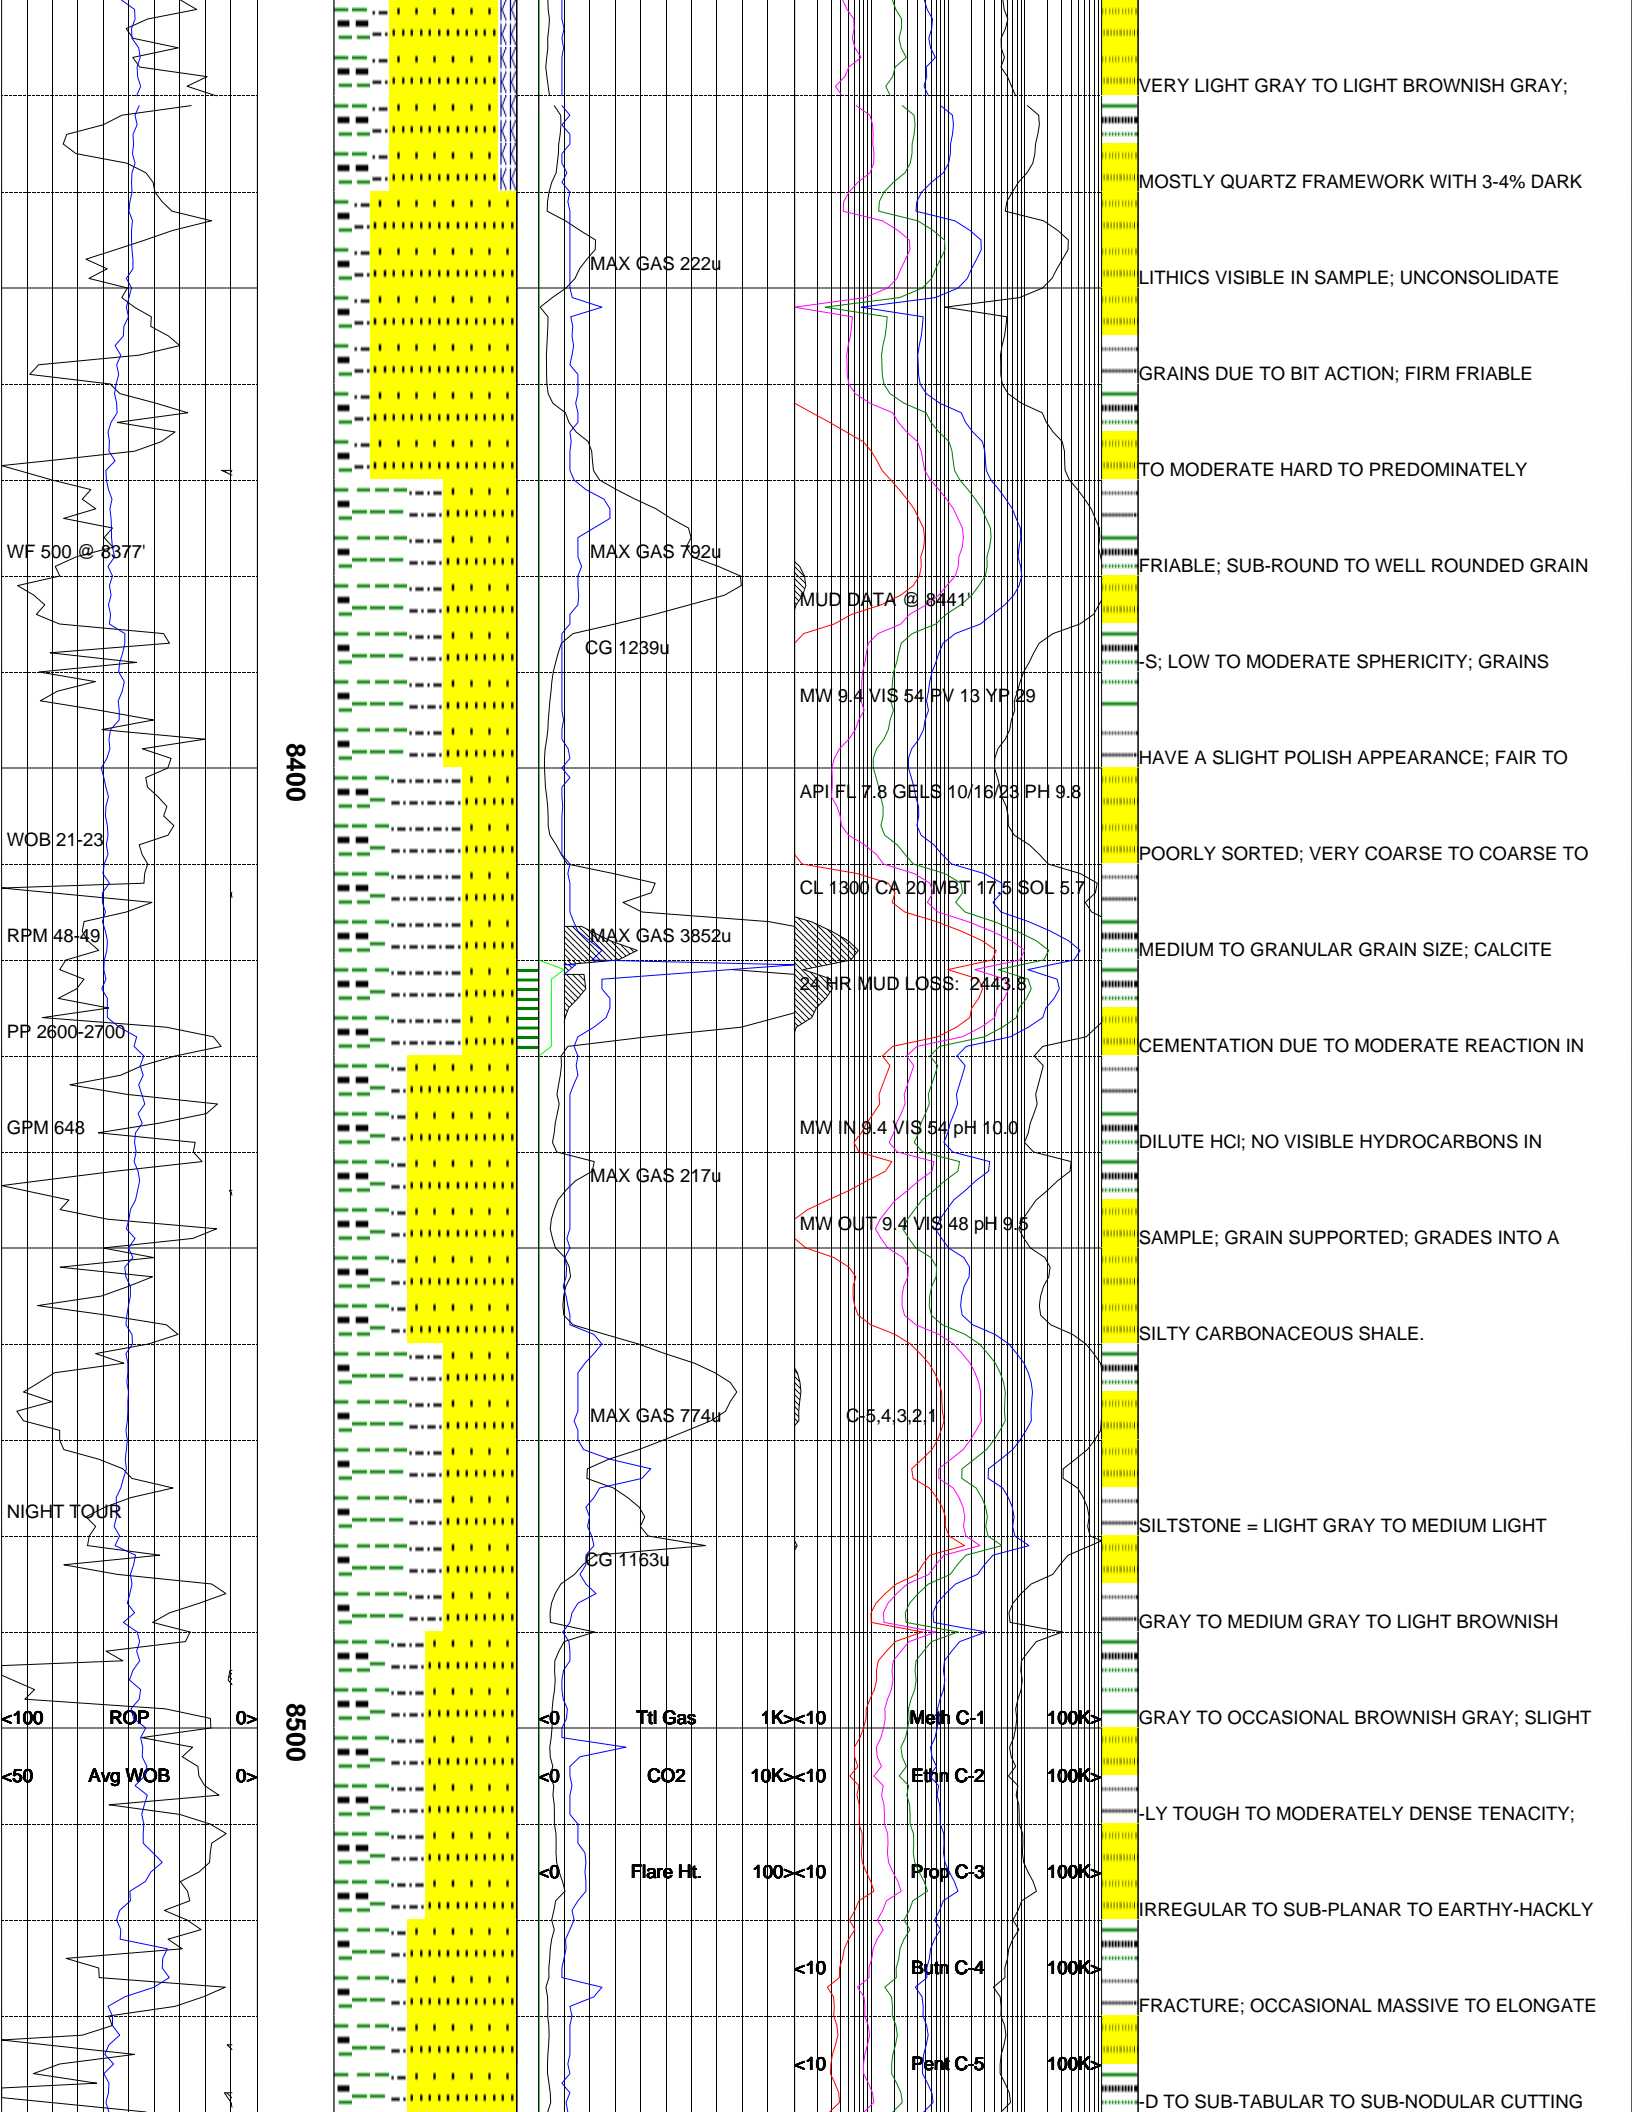 VERY LIGHT GRAY TO LIGHT BROWNISH GRAY;
MOSTLY QUARTZ FRAMEWORK WITH 3-4% DARK
MAX GAS 222u
LITHICS VISIBLE IN SAMPLE; UNCONSOLIDATE
GRAINS DUE TO BIT ACTION; FIRM FRIABLE
TO MODERATE HARD TO PREDOMINATELY
WF 500 @ 8377'
MAX GAS 792u
FRIABLE; SUB-ROUND TO WELL ROUNDED GRAIN
MUD DATA @ 8441'
CG 1239u
-S; LOW TO MODERATE SPHERICITY; GRAINS
MW 9.4 VIS 54 PV 13 YP 29
HAVE A SLIGHT POLISH APPEARANCE; FAIR TO
8400
API FL 7.8 GELS 10/16/23 PH 9.8
WOB 21-23
POORLY SORTED; VERY COARSE TO COARSE TO
CL 1300 CA 20 MBT 17.5 SOL 5.7
RPM 48-49
MAX GAS 3852u
MEDIUM TO GRANULAR GRAIN SIZE; CALCITE
24 HR MUD LOSS: 2443.8
PP 2600-2700
CEMENTATION DUE TO MODERATE REACTION IN
GPM 648
MW IN 9.4 VIS 54 pH 10.0
DILUTE HCl; NO VISIBLE HYDROCARBONS IN
MAX GAS 217u
MW OUT 9.4 VIS 48 pH 9.5
SAMPLE; GRAIN SUPPORTED; GRADES INTO A
SILTY CARBONACEOUS SHALE.
MAX GAS 774u
C-5,4,3,2,1
NIGHT TOUR
SILTSTONE = LIGHT GRAY TO MEDIUM LIGHT
CG 1163u
GRAY TO MEDIUM GRAY TO LIGHT BROWNISH
<100 ROP 0>
8500
<0 Ttl Gas 1K>
<10 Meth C-1 100K>
GRAY TO OCCASIONAL BROWNISH GRAY; SLIGHT
<50 Avg WOB 0>
<0 CO2 10K>
<10 Ethn C-2 100K>
-LY TOUGH TO MODERATELY DENSE TENACITY;
<0 Flare Ht. 100>
<10 Prop C-3 100K>
IRREGULAR TO SUB-PLANAR TO EARTHY-HACKLY
<10 Butn C-4 100K>
FRACTURE; OCCASIONAL MASSIVE TO ELONGATE
<10 Pent C-5 100K>
-D TO SUB-TABULAR TO SUB-NODULAR CUTTING